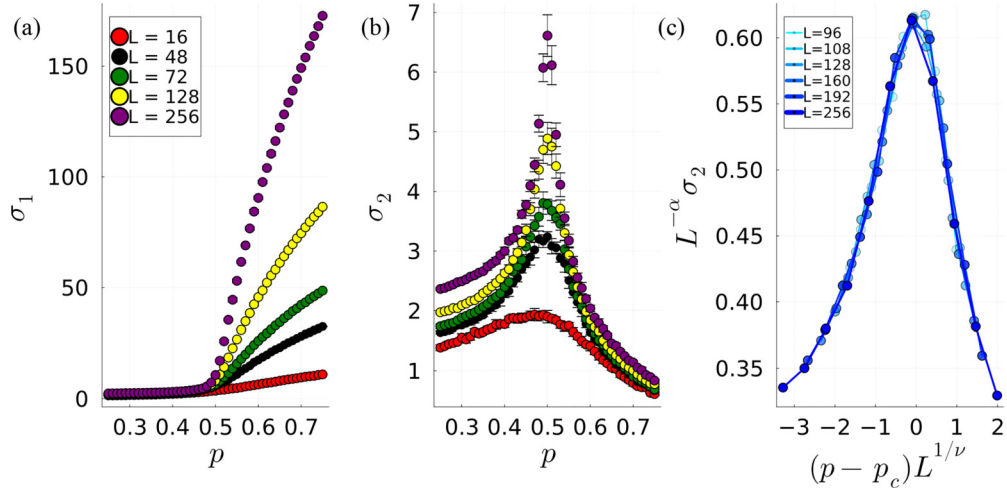 (a)
150
100
50
0
σ₁
0.3 0.4 0.5 0.6 0.7
p
L = 16
L = 48
L = 72
L = 128
L = 256
(b)
7
6
5
4
3
2
1
σ₂
0.3 0.4 0.5 0.6 0.7
p
(c)
0.60
0.55
0.50
0.45
0.40
0.35
L^{-α} σ₂
−3 −2 −1 0 1 2
(p − p_c)L^{1/ν}
L=96
L=108
L=128
L=160
L=192
L=256